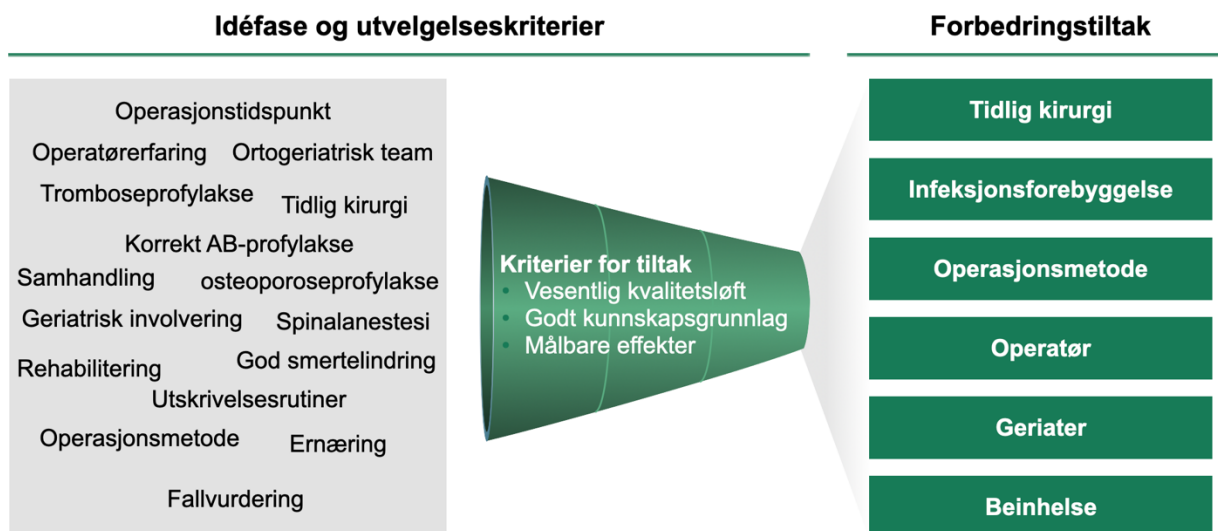 Idéfase og utvelgelseskriterier
Operasjonstidspunkt
Operatørerfaring Ortogeriatrisk team
Tromboseprofylakse Tidlig kirurgi
Korrekt AB-profylakse
Samhandling osteoporoseprofylakse
Geriatrisk involvering Spinalanestesi
Rehabilitering God smertelindring
Utskrivelsesrutiner
Operasjonsmetode Ernæring
Fallvurdering
Kriterier for tiltak
• Vesentlig kvalitetsløft
• Godt kunnskapsgrunnlag
• Målbare effekter
Forbedringstiltak
Tidlig kirurgi
Infeksjonsforebyggelse
Operasjonsmetode
Operatør
Geriater
Beinhelse